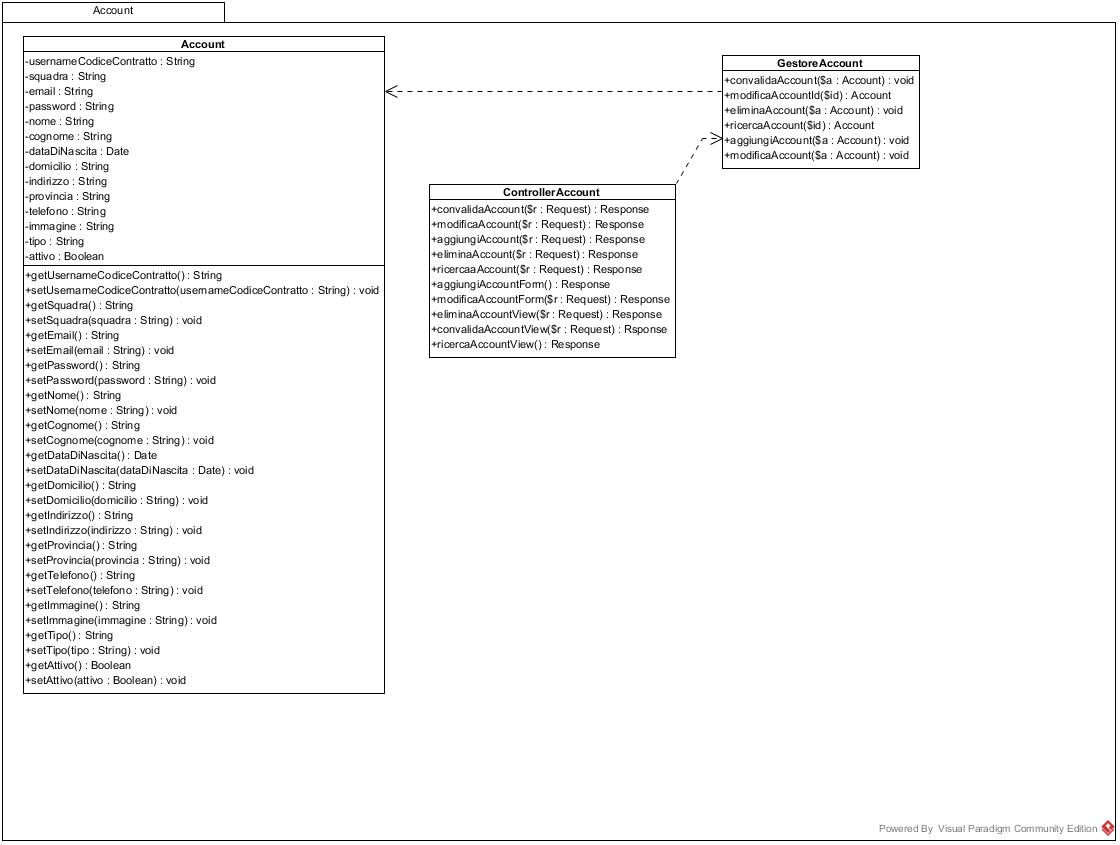 Account
Account
-usernameCodiceContratto : String
-squadra : String
-email : String
-password : String
-nome : String
-cognome : String
-dataDiNascita : Date
-domicilio : String
-indirizzo : String
-provincia : String
-telefono : String
-immagine : String
-tipo : String
-attivo : Boolean
+getUsernameCodiceContratto() : String
+setUsernameCodiceContratto(usernameCodiceContratto : String) : void
+getSquadra() : String
+setSquadra(squadra : String) : void
+getEmail() : String
+setEmail(email : String) : void
+getPassword() : String
+setPassword(password : String) : void
+getNome() : String
+setNome(nome : String) : void
+getCognome() : String
+setCognome(cognome : String) : void
+getDataDiNascita() : Date
+setDataDiNascita(dataDiNascita : Date) : void
+getDomicilio() : String
+setDomicilio(domicilio : String) : void
+getIndirizzo() : String
+setIndirizzo(indirizzo : String) : void
+getProvincia() : String
+setProvincia(provincia : String) : void
+getTelefono() : String
+setTelefono(telefono : String) : void
+getImmagine() : String
+setImmagine(immagine : String) : void
+getTipo() : String
+setTipo(tipo : String) : void
+getAttivo() : Boolean
+setAttivo(attivo : Boolean) : void
GestoreAccount
+convalidaAccount($a : Account) : void
+modificaAccountId($id) : Account
+eliminaAccount($a : Account) : void
+ricercaAccount($id) : Account
+aggiungiAccount($a : Account) : void
+modificaAccount($a : Account) : void
ControllerAccount
+convalidaAccount($r : Request) : Response
+modificaAccount($r : Request) : Response
+aggiungiAccount($r : Request) : Response
+eliminaAccount($r : Request) : Response
+ricercaaAccount($r : Request) : Response
+aggiungiAccountForm() : Response
+modificaAccountForm($r : Request) : Response
+eliminaAccountView($r : Request) : Response
+convalidaAccountView($r : Request) : Rsponse
+ricercaAccountView() : Response
Powered By Visual Paradigm Community Edition